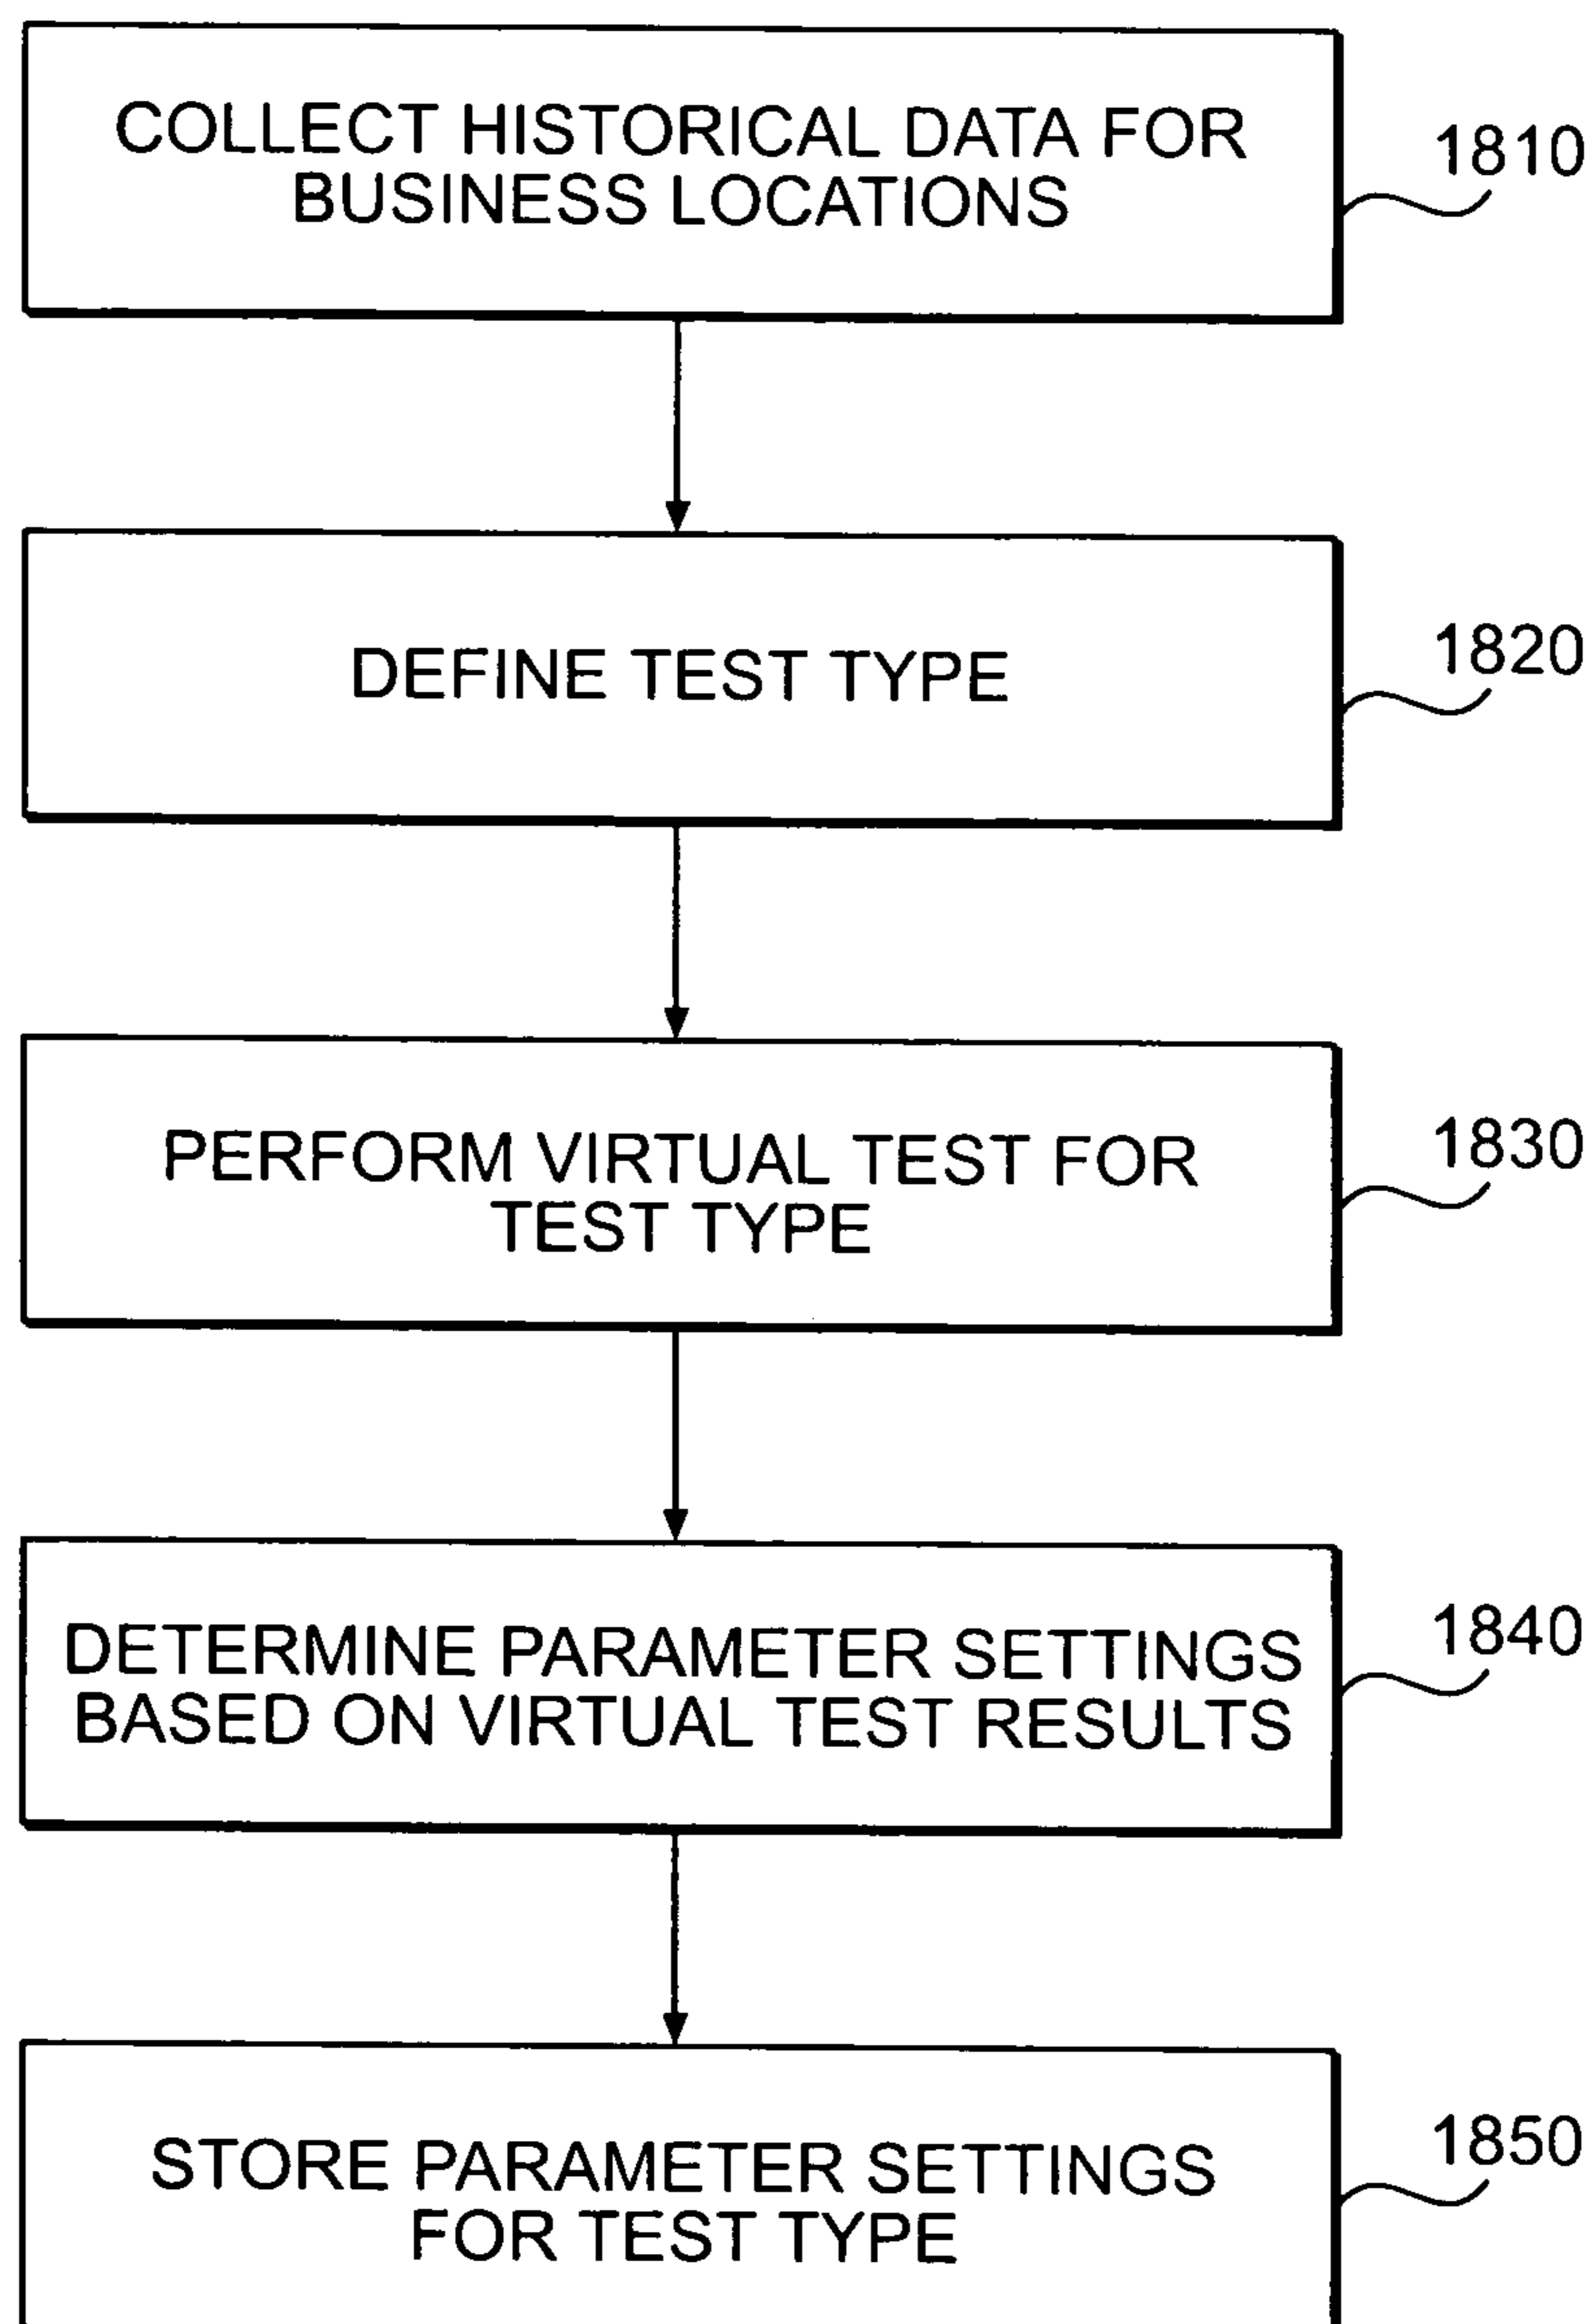 COLLECT HISTORICAL DATA FOR
BUSINESS LOCATIONS
1810
DEFINE TEST TYPE
1820
PERFORM VIRTUAL TEST FOR
TEST TYPE
1830
DETERMINE PARAMETER SETTINGS
BASED ON VIRTUAL TEST RESULTS
1840
STORE PARAMETER SETTINGS
FOR TEST TYPE
1850